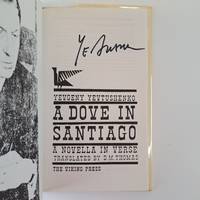 YEVGENY YEVTUSHENKO
A DOVE IN
SANTIAGO
A NOVELLA IN VERSE
TRANSLATED BY D.M. THOMAS
THE VIKING PRESS